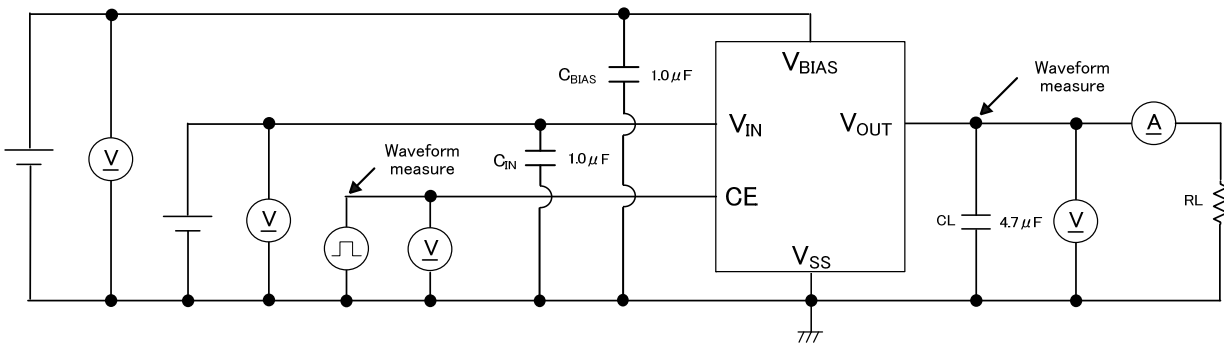 V
V
V
C_BIAS 1.0μF
C_IN 1.0μF
Waveform
measure
V_BIAS
V_IN
V_OUT
CE
V_SS
Waveform
measure
A
CL 4.7μF
V
RL